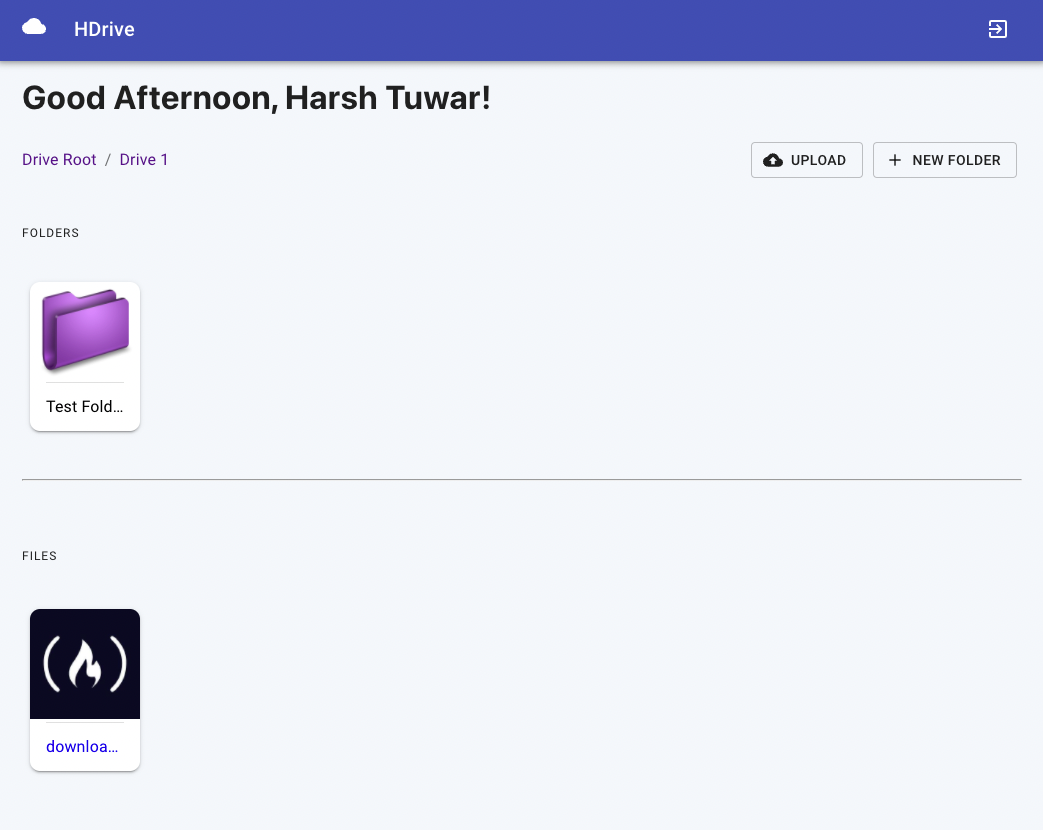 HDrive
Good Afternoon, Harsh Tuwar!
Drive Root / Drive 1
UPLOAD
NEW FOLDER
FOLDERS
Test Fold...
FILES
downloa...